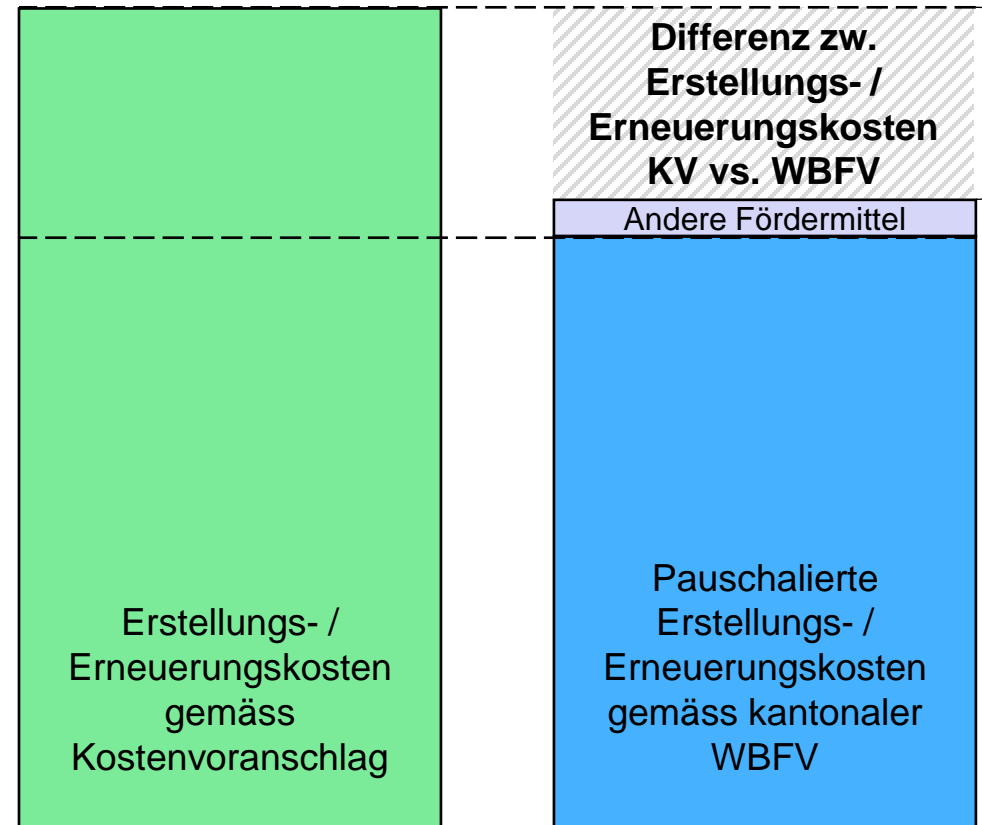 Differenz zw.
Erstellungs- /
Erneuerungskosten
KV vs. WBFV
Andere Fördermittel
Erstellungs- /
Erneuerungskosten
gemäss
Kostenvoranschlag
Pauschalierte
Erstellungs- /
Erneuerungskosten
gemäss kantonaler
WBFV